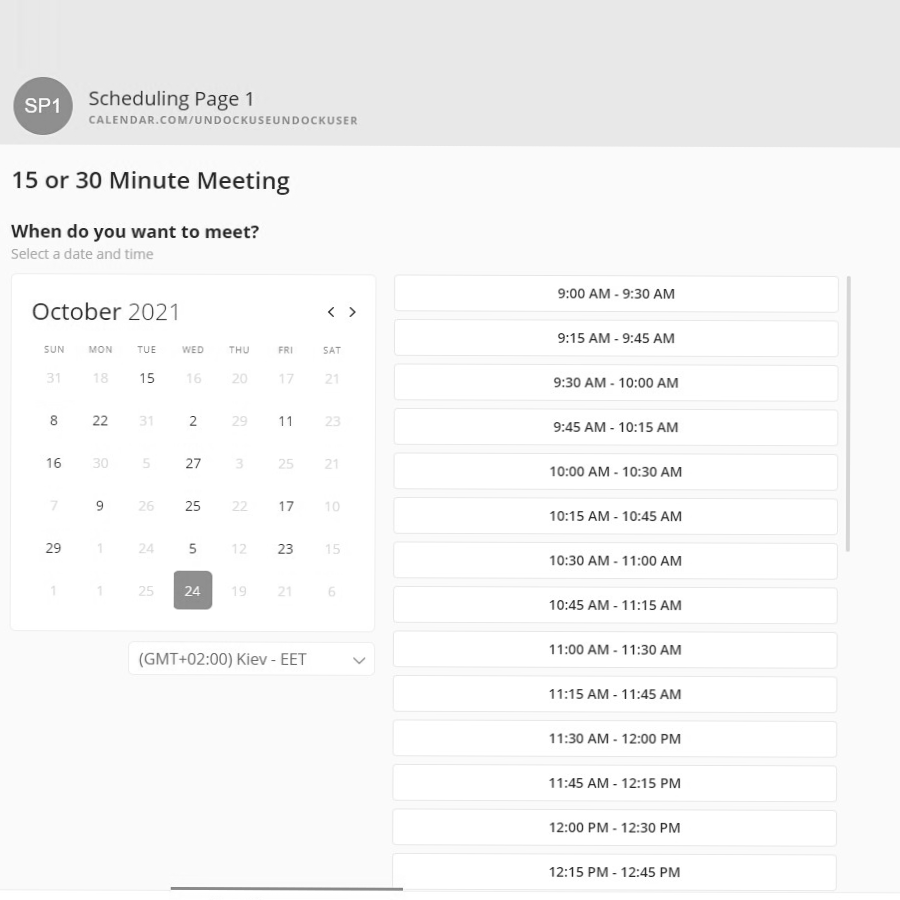 SP1
Scheduling Page 1
CALENDAR.COM/UNDOCKUSEUNDOCKUSER
15 or 30 Minute Meeting
When do you want to meet?
Select a date and time
October 2021
SUN MON TUE WED THU FRI SAT
31 18 15 16 20 17 21
8 22 31 2 29 11 23
16 30 5 27 3 25 21
7 9 26 25 22 17 10
29 1 24 5 12 23 15
1 1 25 24 19 21 6
(GMT+02:00) Kiev - EET
9:00 AM - 9:30 AM
9:15 AM - 9:45 AM
9:30 AM - 10:00 AM
9:45 AM - 10:15 AM
10:00 AM - 10:30 AM
10:15 AM - 10:45 AM
10:30 AM - 11:00 AM
10:45 AM - 11:15 AM
11:00 AM - 11:30 AM
11:15 AM - 11:45 AM
11:30 AM - 12:00 PM
11:45 AM - 12:15 PM
12:00 PM - 12:30 PM
12:15 PM - 12:45 PM